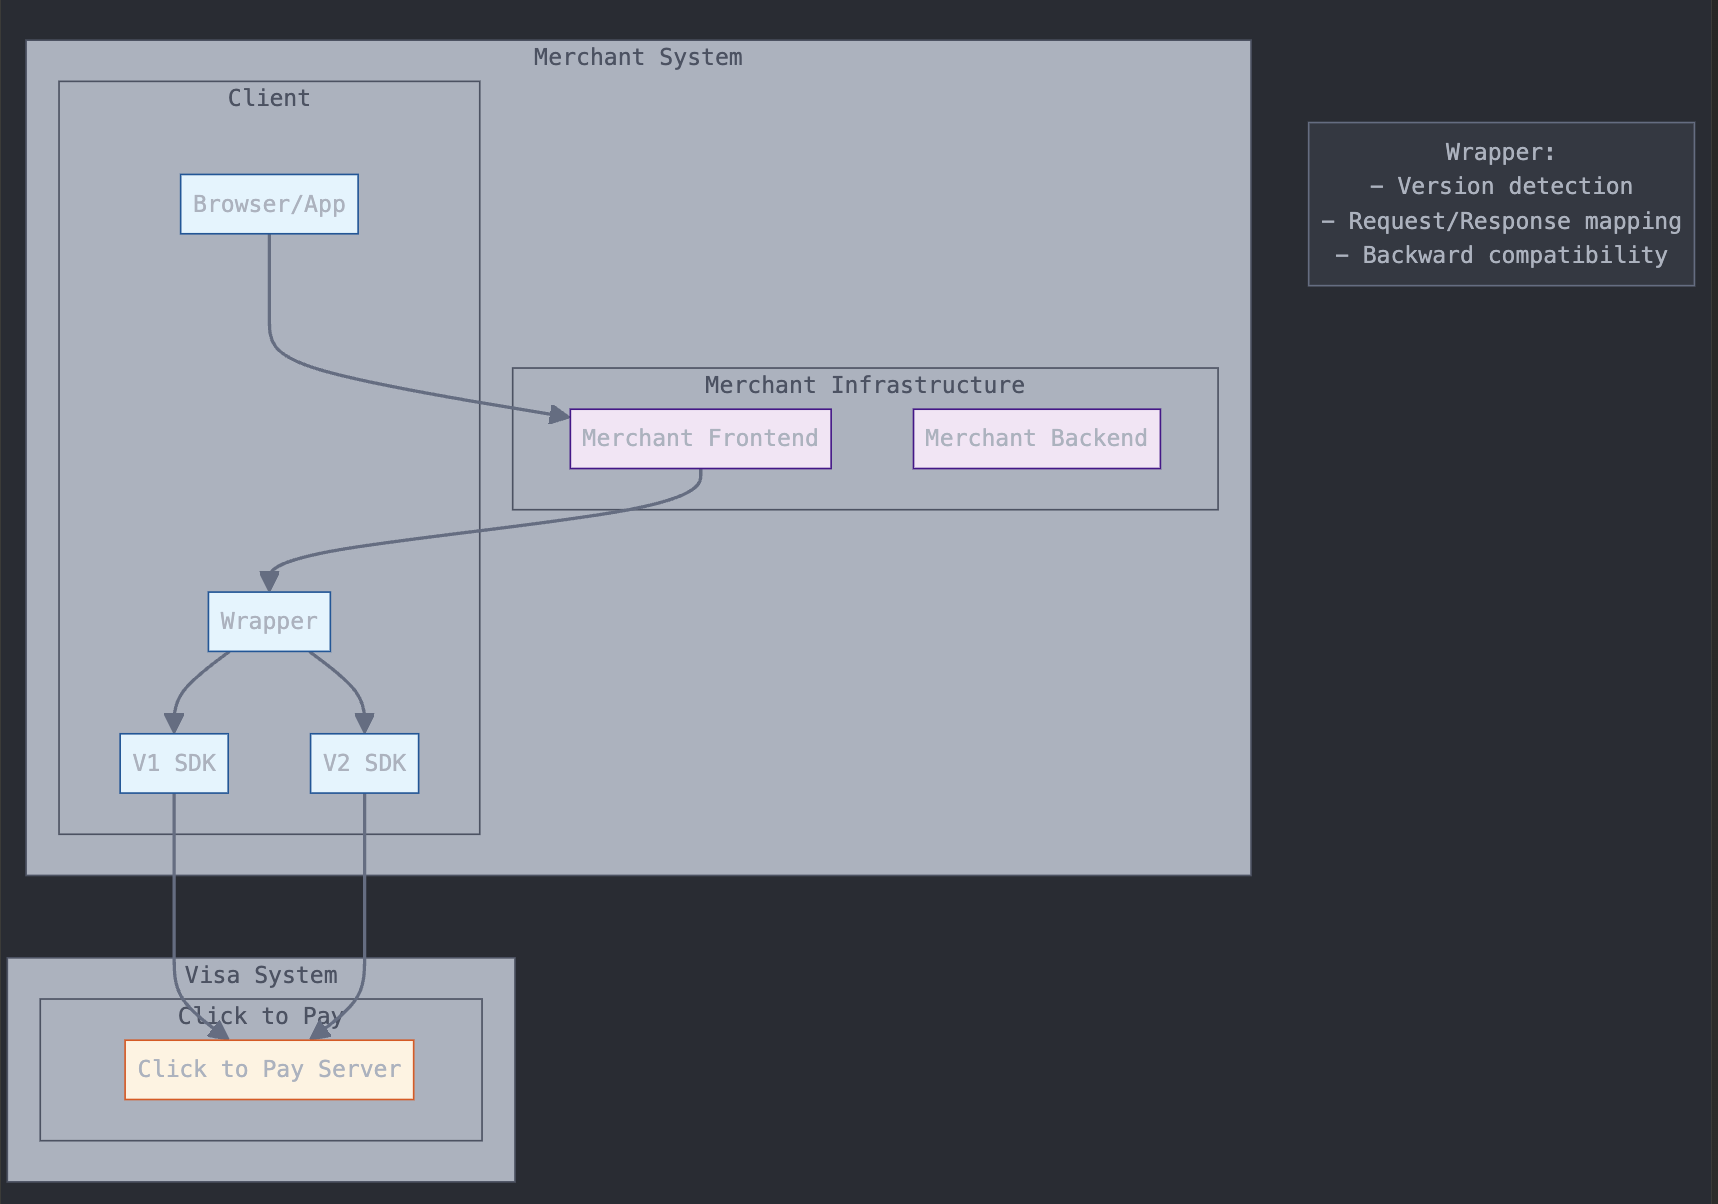 Merchant System
Client
Browser/App
Wrapper:
– Version detection
– Request/Response mapping
– Backward compatibility
Merchant Infrastructure
Merchant Frontend
Merchant Backend
Wrapper
V1 SDK
V2 SDK
Visa System
Click to Pay
Click to Pay Server